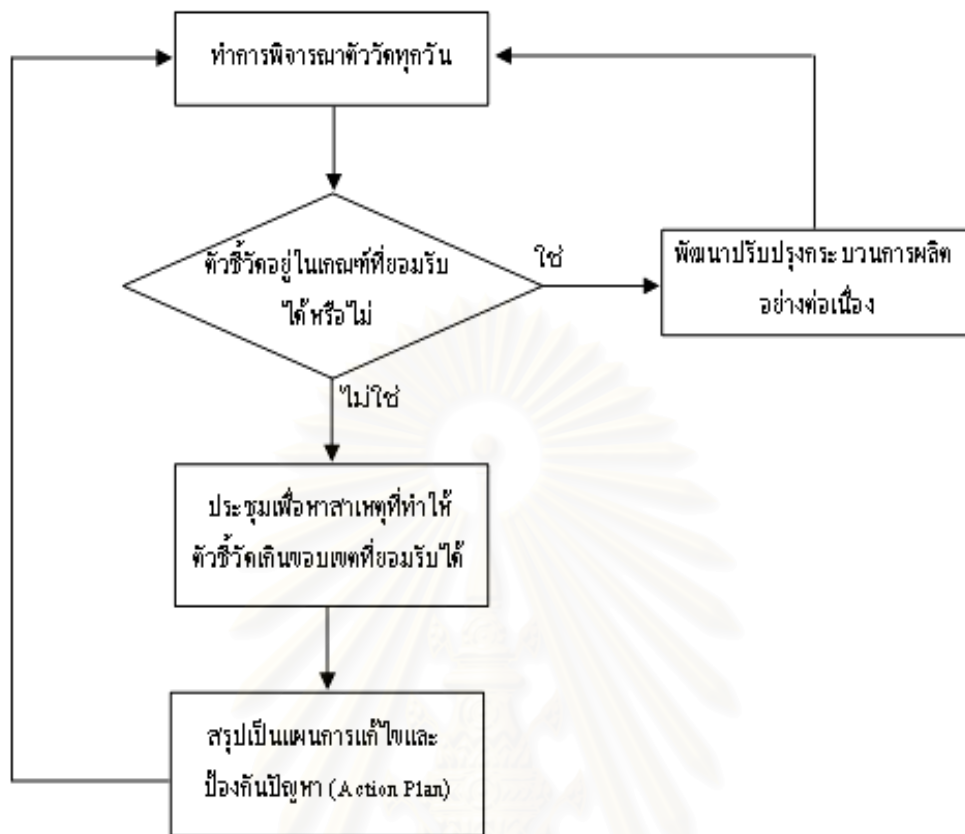 ทำการพิจารณาตัววัดทุกวัน
ตัวชี้วัดอยู่ในเกณฑ์ที่ยอมรับ
ได้หรือไม่
ใช่
พัฒนาปรับปรุงกระบวนการผลิต
อย่างต่อเนื่อง
ไม่ใช่
ประชุมเพื่อหาสาเหตุที่ทำให้
ตัวชี้วัดเกินขอบเขตที่ยอมรับได้
สรุปเป็นแผนการแก้ไขและ
ป้องกันปัญหา (Action Plan)